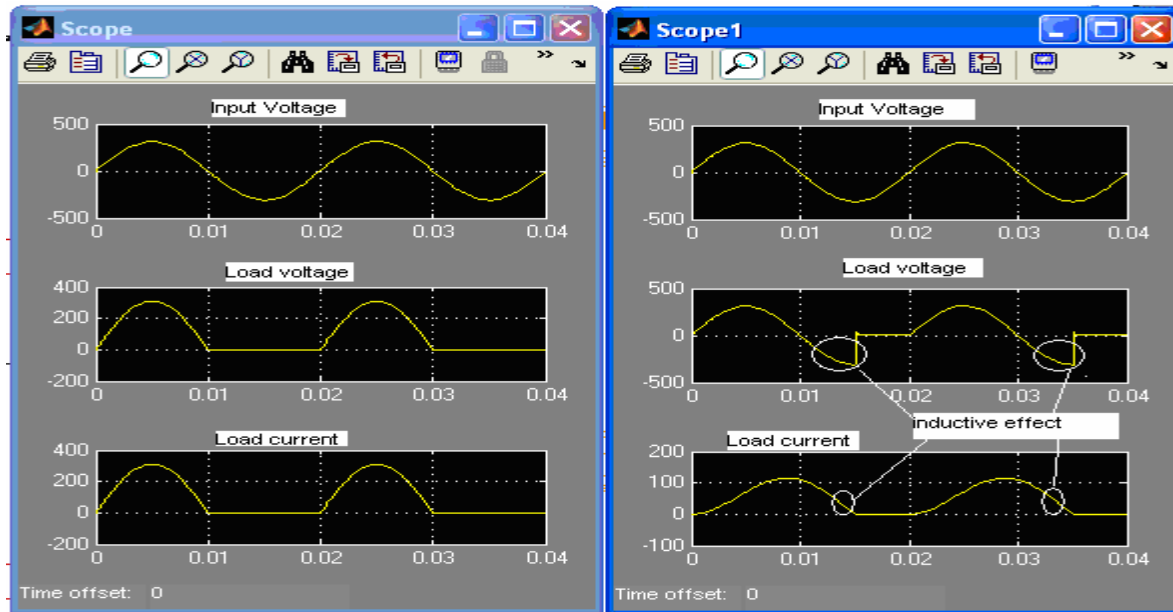 Scope
Input Voltage
500
0
-500
0 0.01 0.02 0.03 0.04
Load voltage
400
200
0
-200
0 0.01 0.02 0.03 0.04
Load current
400
200
0
-200
0 0.01 0.02 0.03 0.04
Time offset: 0
Scope1
Input Voltage
500
0
-500
0 0.01 0.02 0.03 0.04
Load voltage
500
0
-500
0 0.01 0.02 0.03 0.04
inductive effect
Load current
200
100
0
-100
0 0.01 0.02 0.03 0.04
Time offset: 0